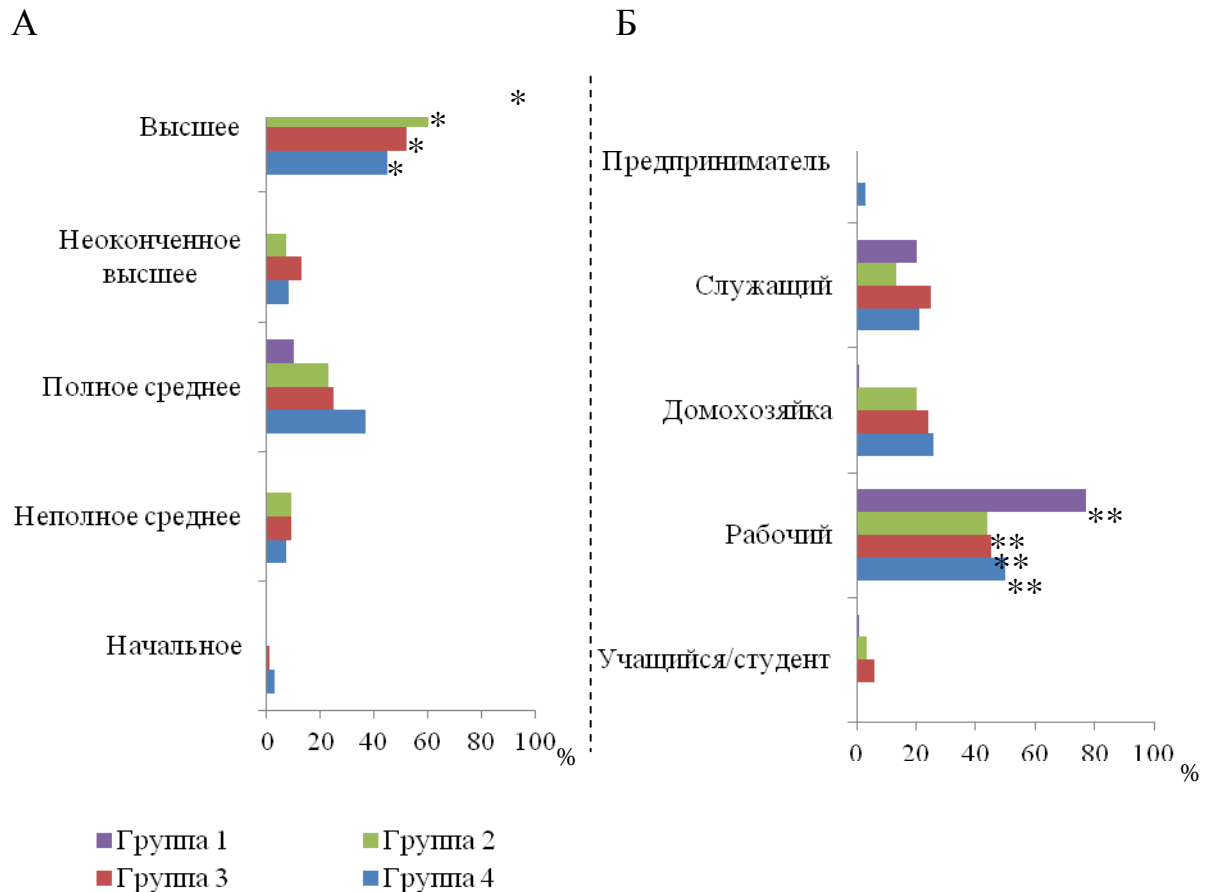 А
Б
*
Высшее
*
*
*
Неоконченное
высшее
Полное среднее
Неполное среднее
Начальное
0 20 40 60 80 100
%
Предприниматель
Служащий
Домохозяйка
Рабочий
**
**
**
**
Учащийся/студент
0 20 40 60 80 100
%
Группа 1 Группа 2
Группа 3 Группа 4